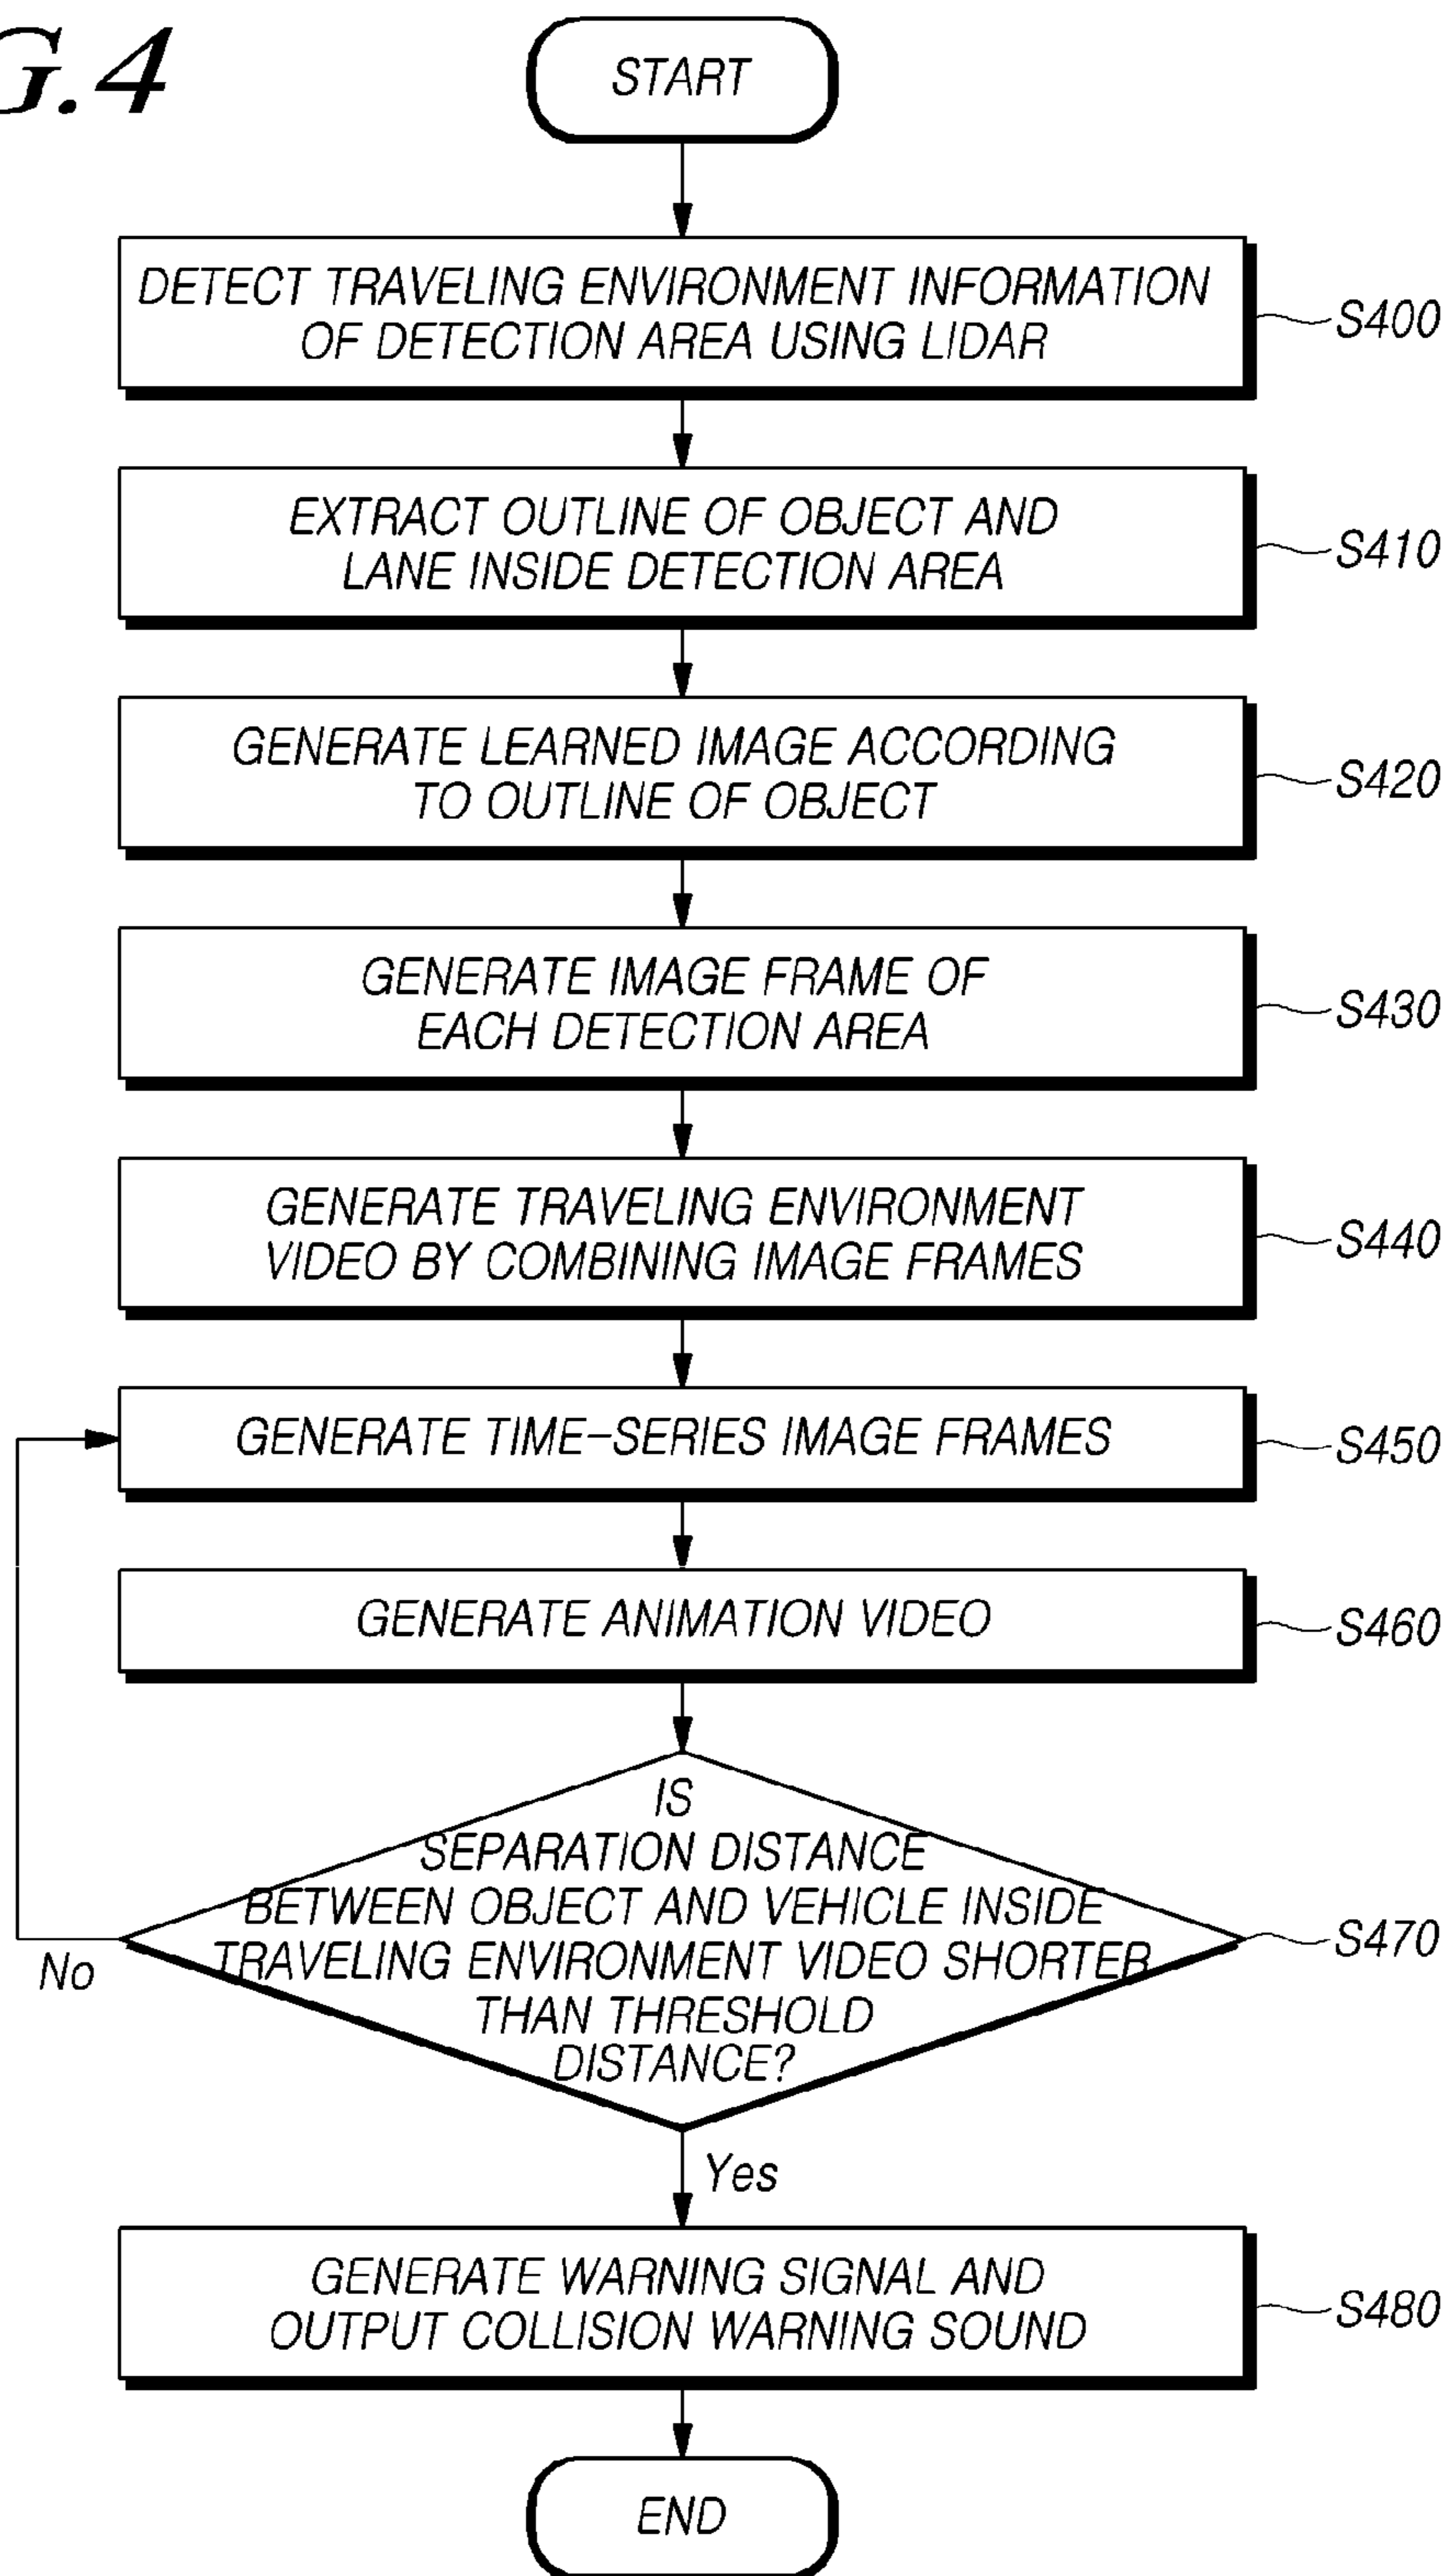 G.4
START
DETECT TRAVELING ENVIRONMENT INFORMATION
OF DETECTION AREA USING LIDAR
S400
EXTRACT OUTLINE OF OBJECT AND
LANE INSIDE DETECTION AREA
S410
GENERATE LEARNED IMAGE ACCORDING
TO OUTLINE OF OBJECT
S420
GENERATE IMAGE FRAME OF
EACH DETECTION AREA
S430
GENERATE TRAVELING ENVIRONMENT
VIDEO BY COMBINING IMAGE FRAMES
S440
GENERATE TIME-SERIES IMAGE FRAMES
S450
GENERATE ANIMATION VIDEO
S460
IS
SEPARATION DISTANCE
BETWEEN OBJECT AND VEHICLE INSIDE
TRAVELING ENVIRONMENT VIDEO SHORTER
THAN THRESHOLD
DISTANCE?
S470
No
Yes
GENERATE WARNING SIGNAL AND
OUTPUT COLLISION WARNING SOUND
S480
END